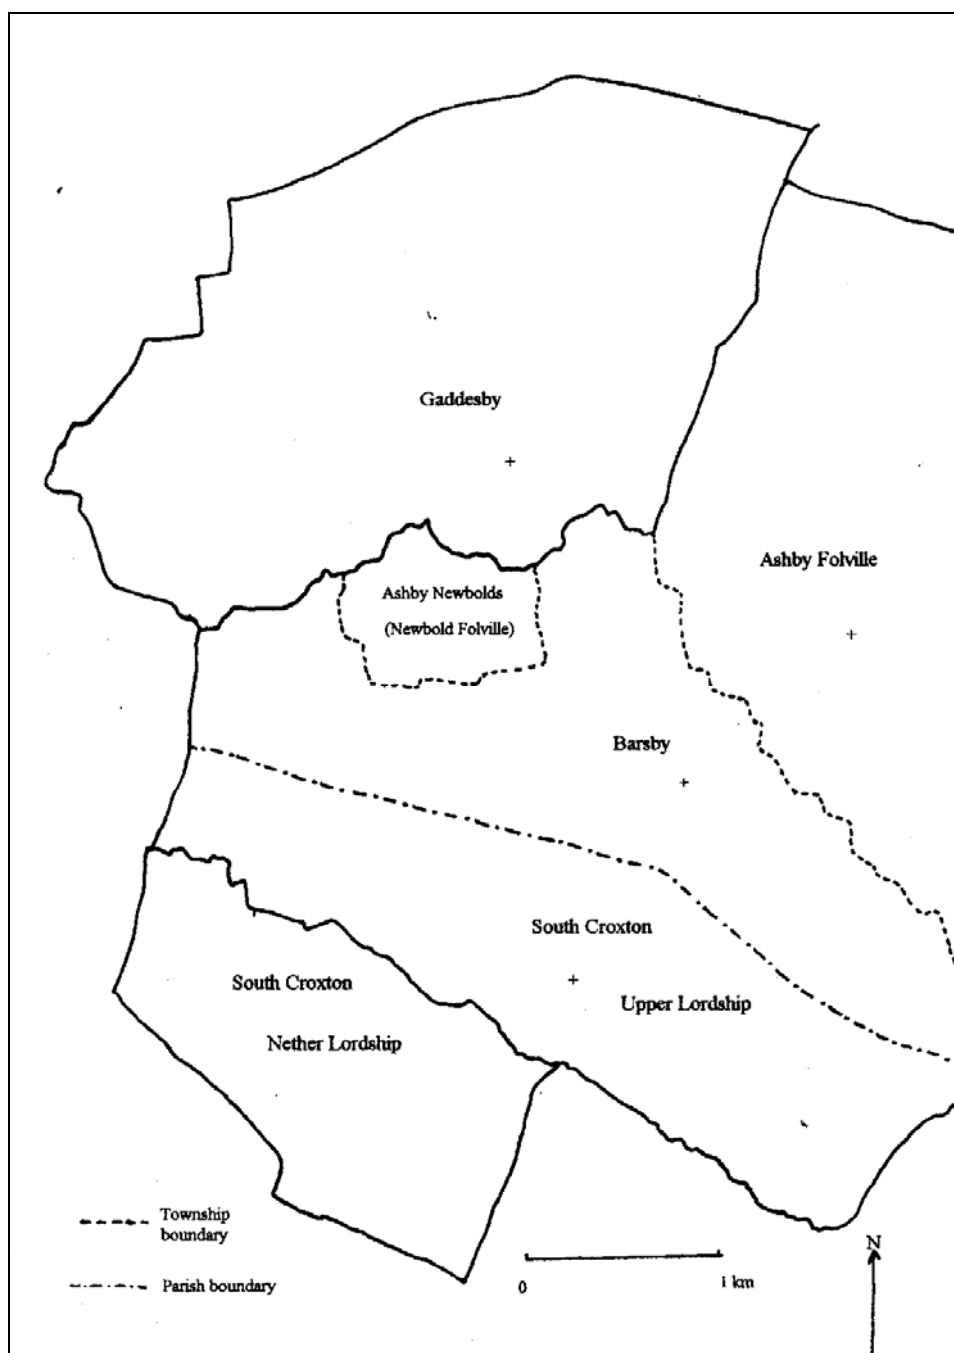 Gaddesby
Ashby Folville
Ashby Newbolds
(Newbold Folville)
Barsby
South Croxton
Upper Lordship
South Croxton
Nether Lordship
Township
boundary
Parish boundary
0
1 km
N